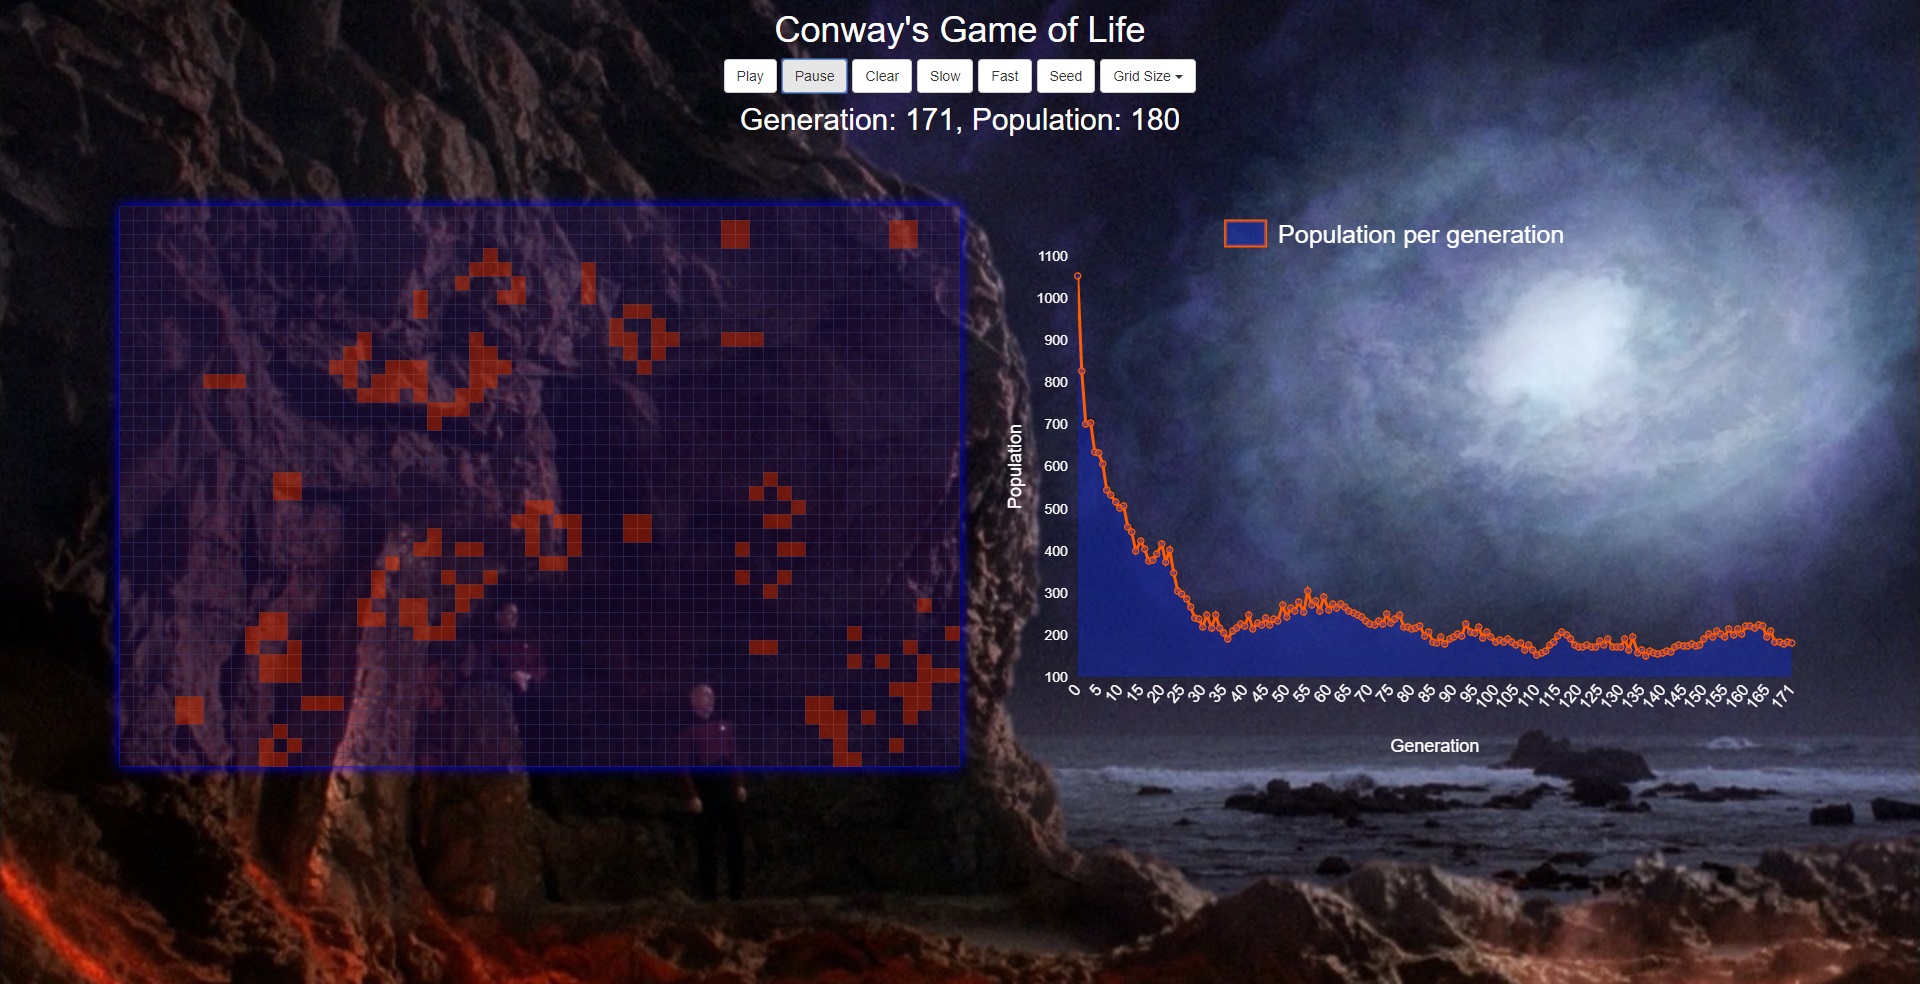 Conway's Game of Life
Play Pause Clear Slow Fast Seed Grid Size
Generation: 171, Population: 180
Population per generation
1100
1000
900
800
700
600
500
400
300
200
100
Population
0 5 10 15 20 25 30 35 40 45 50 55 60 65 70 75 80 85 90 95 100 105 110 115 120 125 130 135 140 145 150 155 160 165 171
Generation